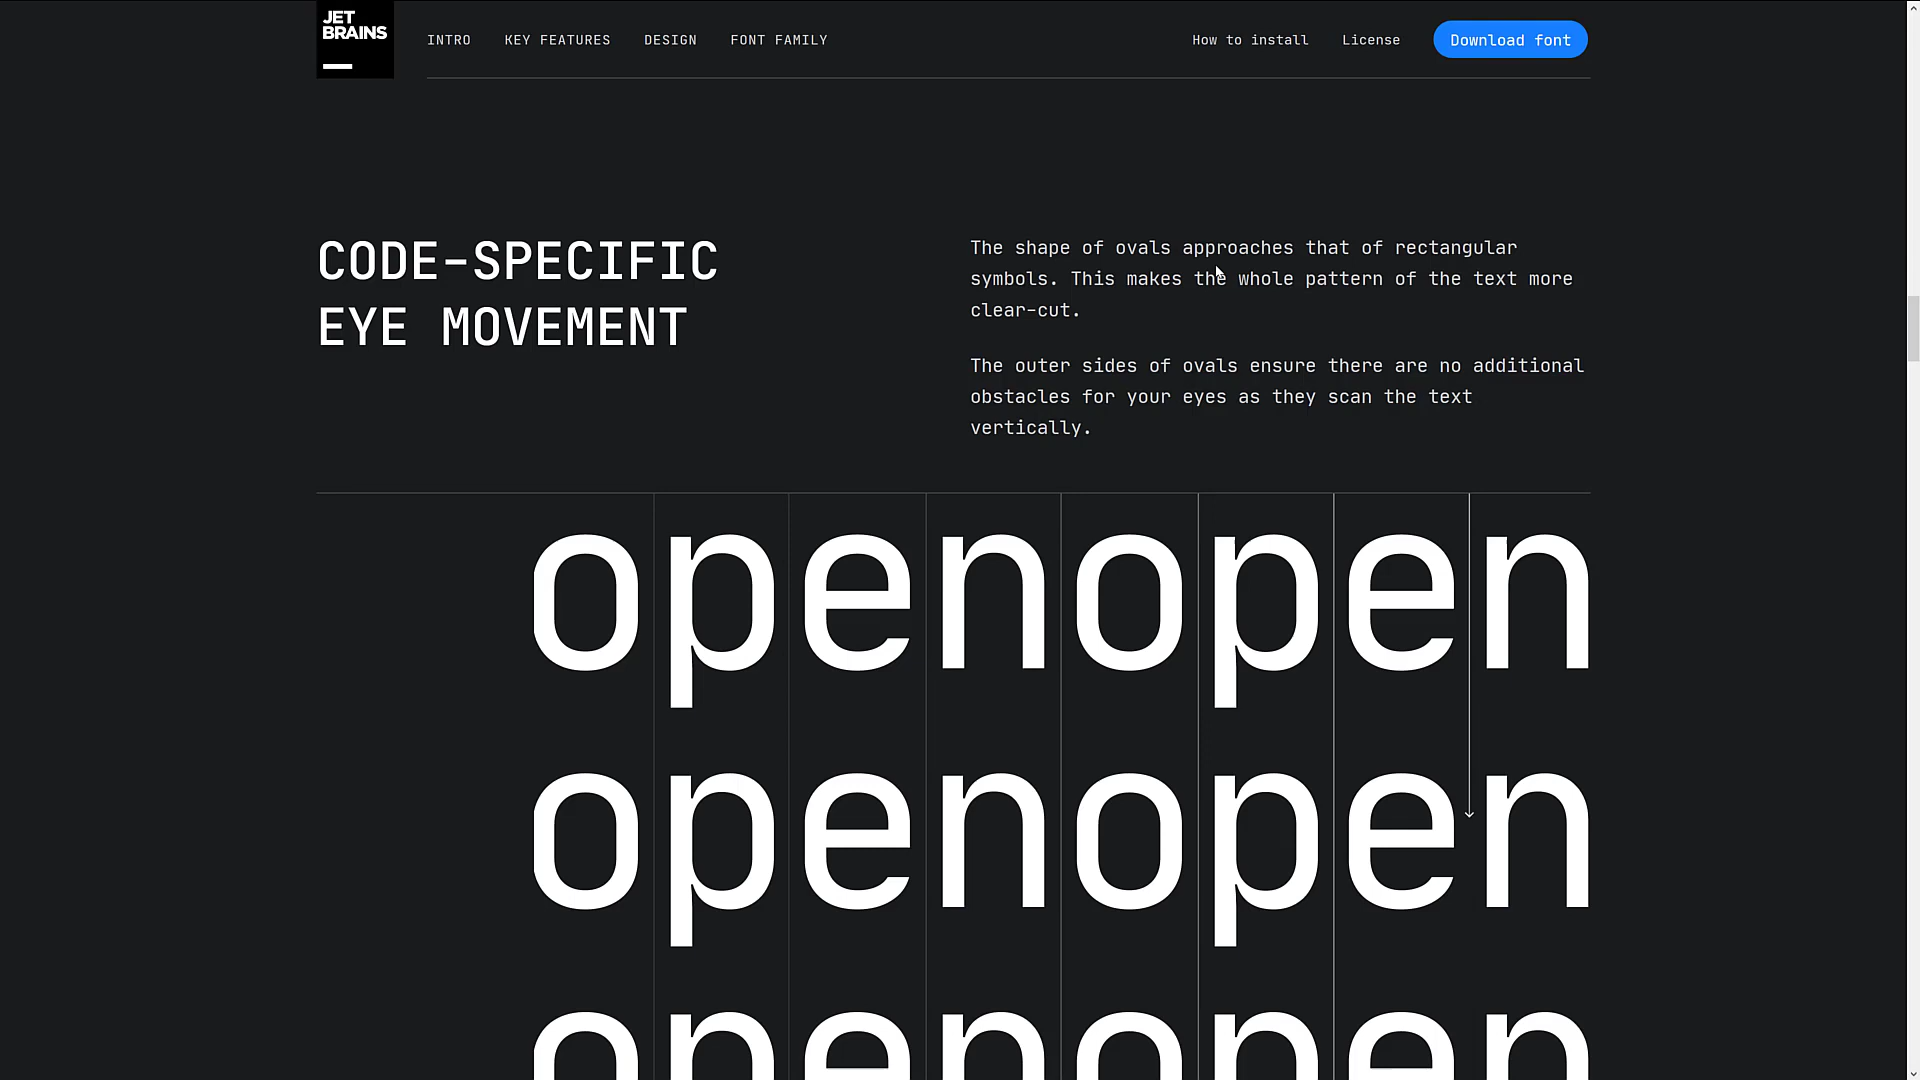 JET
BRAINS
INTRO KEY FEATURES DESIGN FONT FAMILY How to install License Download font
CODE-SPECIFIC
EYE MOVEMENT
The shape of ovals approaches that of rectangular
symbols. This makes the whole pattern of the text more
clear-cut.
The outer sides of ovals ensure there are no additional
obstacles for your eyes as they scan the text
vertically.
openopen
openopen
openopen